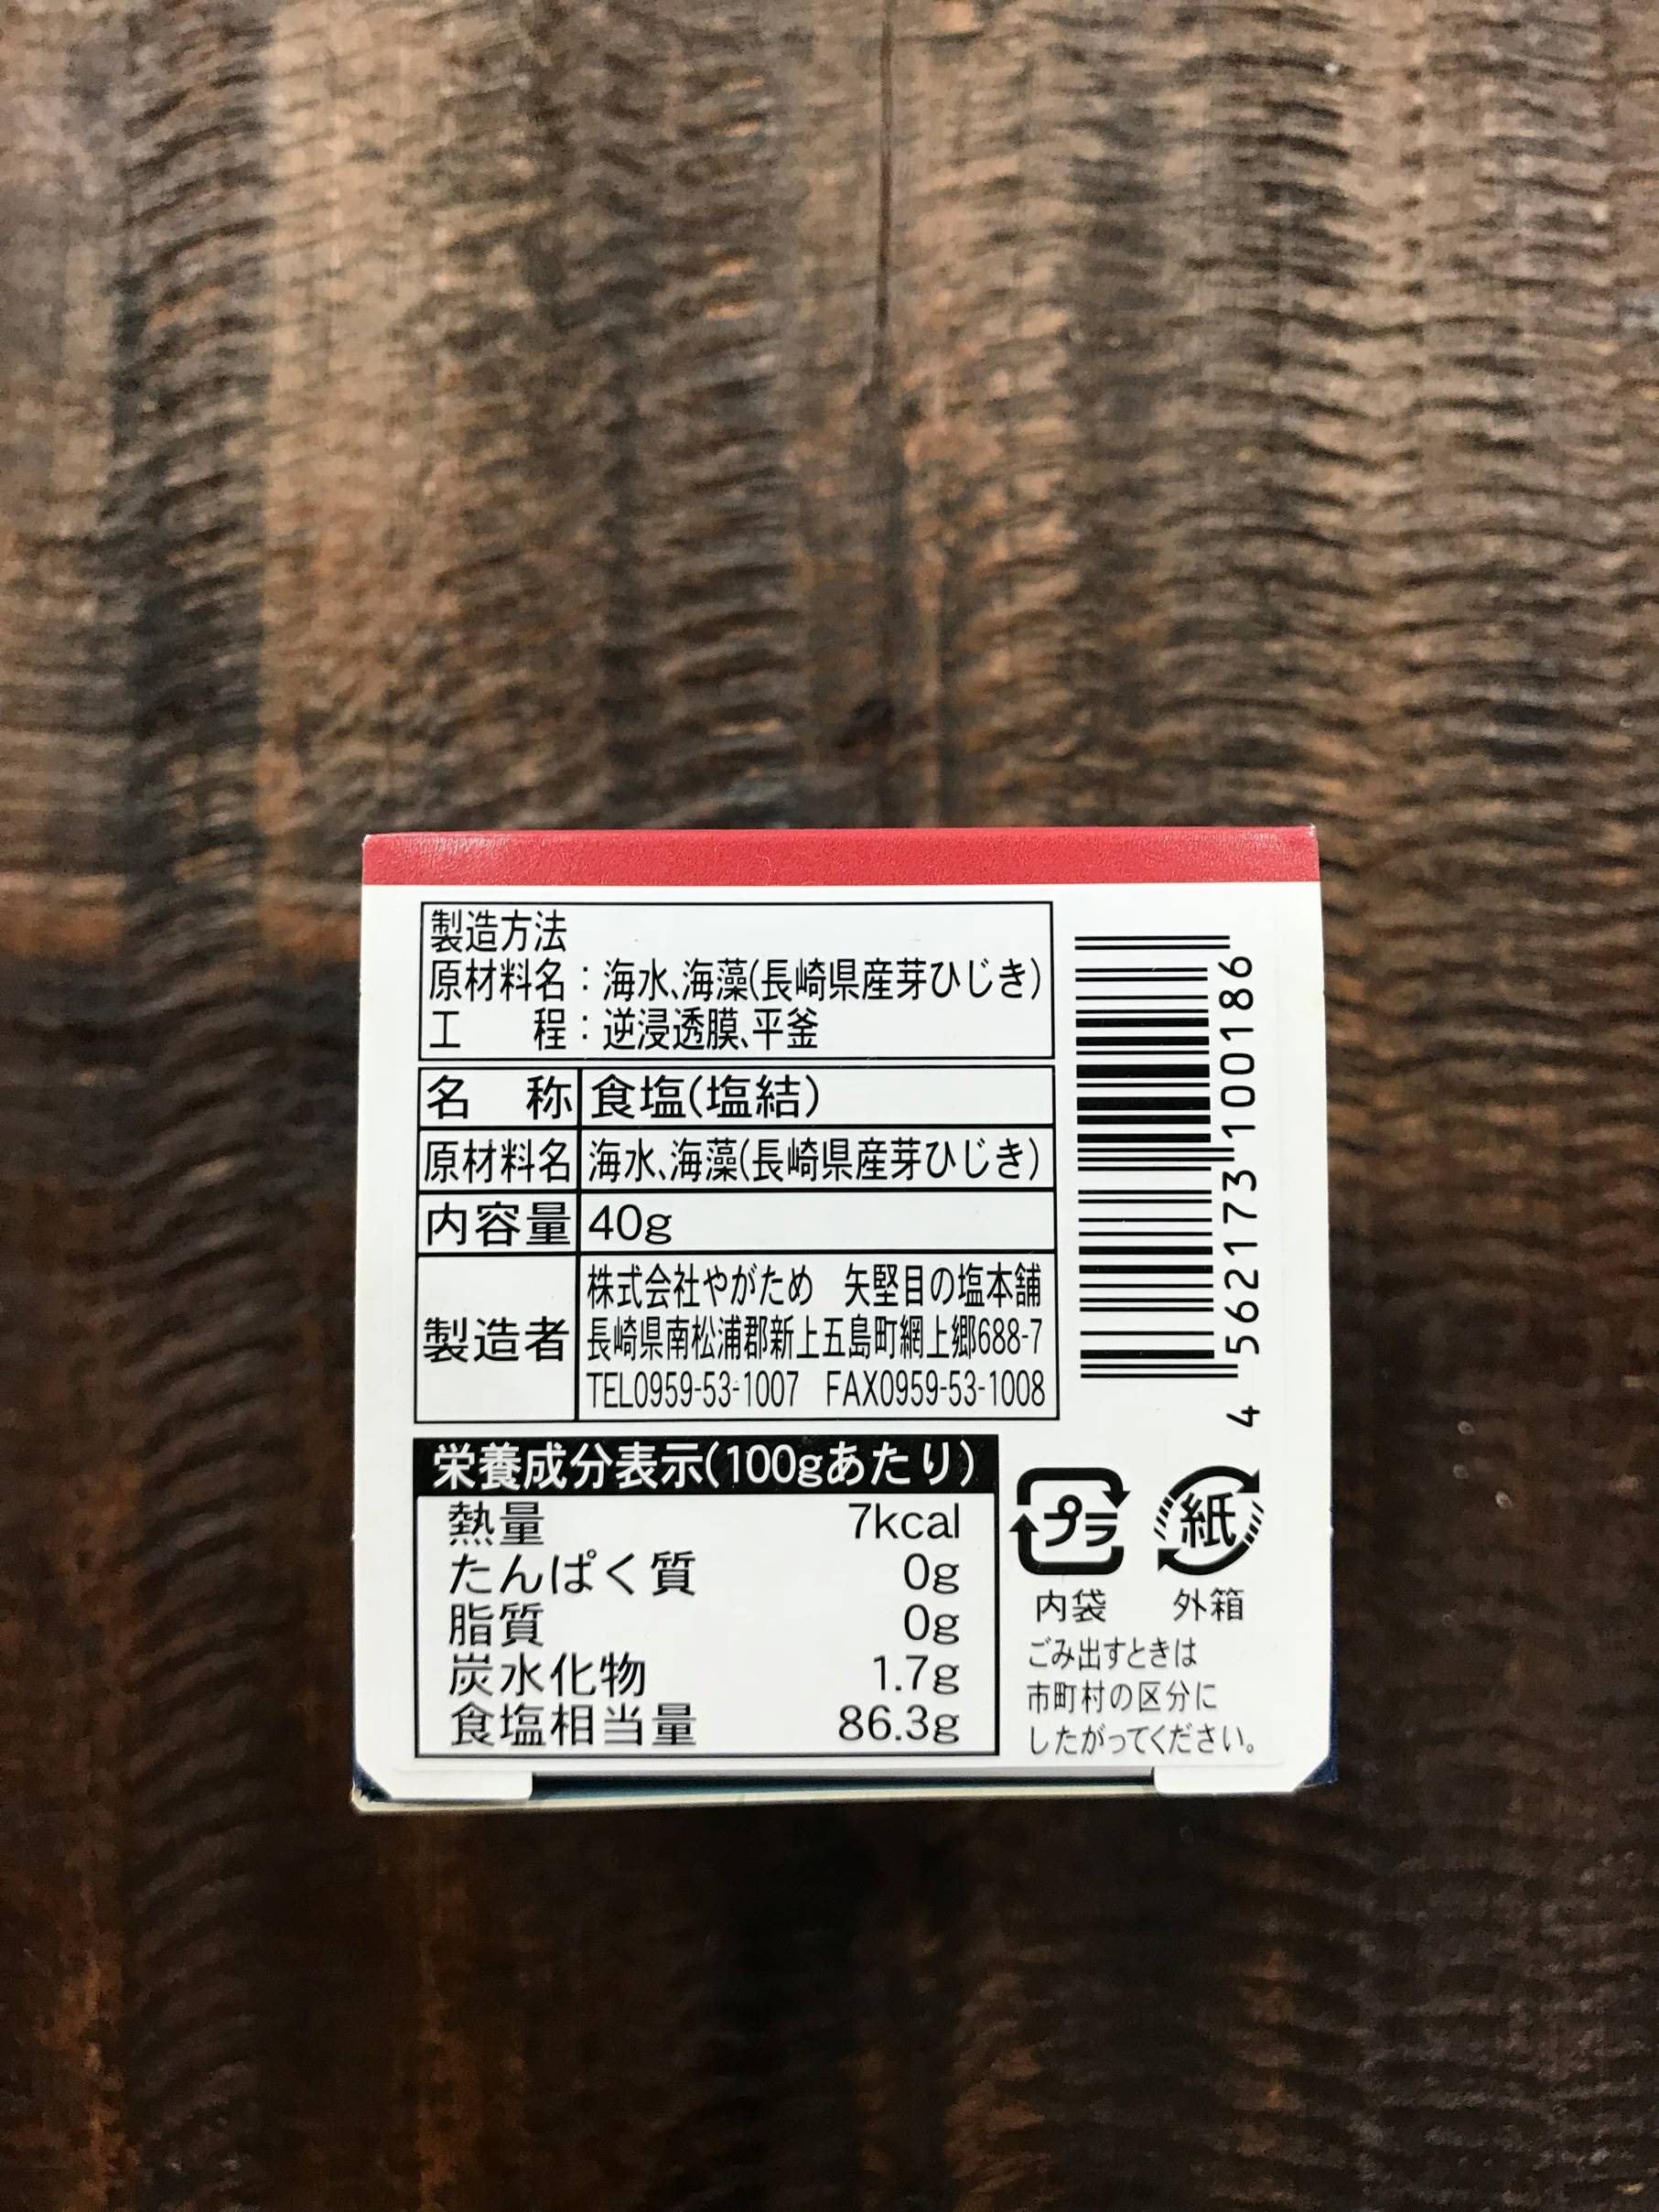 製造方法
原材料名：海水、海藻(長崎県産芽ひじき)
工　　程：逆浸透膜、平釜
名　称 食塩(塩結)
原材料名 海水、海藻(長崎県産芽ひじき)
内容量 40g
製造者 株式会社やがため　矢堅目の塩本舗
長崎県南松浦郡新上五島町網上郷688-7
TEL0959-53-1007　FAX0959-53-1008
4 562173 100186
栄養成分表示(100gあたり)
熱量 7kcal
たんぱく質 0g
脂質 0g
炭水化物 1.7g
食塩相当量 86.3g
プラ 紙
内袋 外箱
ごみ出すときは
市町村の区分に
したがってください。